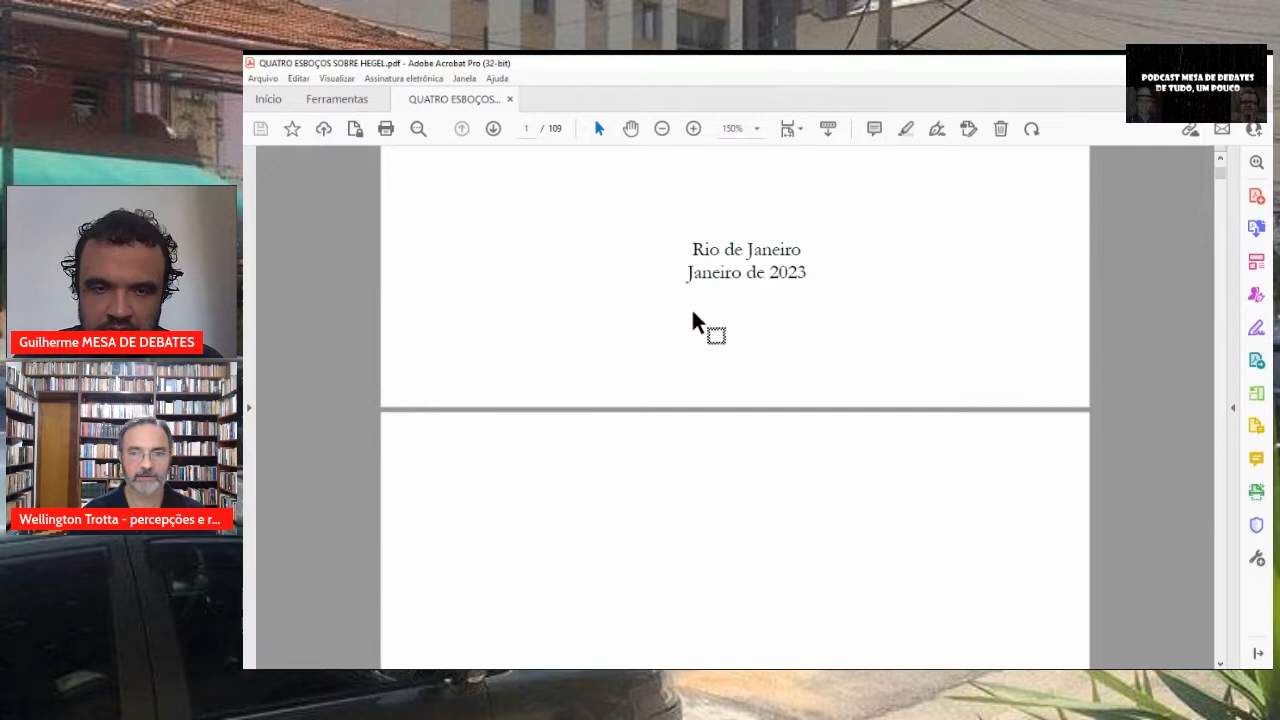 QUATRO ESBOÇOS SOBRE HEGEL.pdf - Adobe Acrobat Pro (32-bit)
Arquivo Editar Visualizar Assinatura eletrônica Janela Ajuda
Início Ferramentas QUATRO ESBOÇOS... ×
1 / 109 150%
PODCAST MESA DE DEBATES
DE TUDO, UM POUCO
Rio de Janeiro
Janeiro de 2023
Guilherme MESA DE DEBATES
Wellington Trotta - percepções e r...